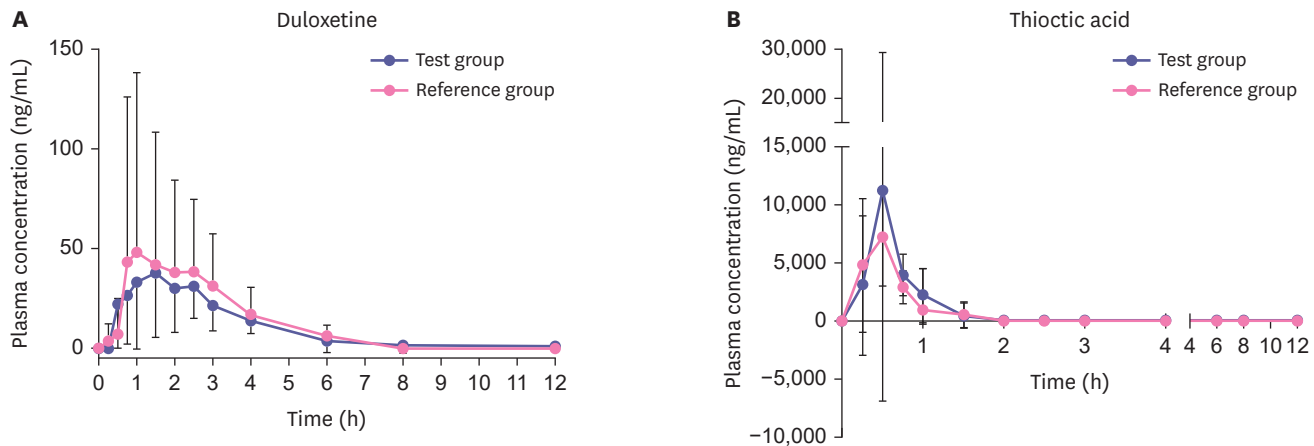 A
Duloxetine
Plasma concentration (ng/mL)
150
100
50
0
Test group
Reference group
0 1 2 3 4 5 6 7 8 9 10 11 12
Time (h)
B
Thioctic acid
Plasma concentration (ng/mL)
30,000
20,000
15,000
10,000
5,000
0
−5,000
−10,000
Test group
Reference group
1 2 3 4 4 6 8 10 12
Time (h)